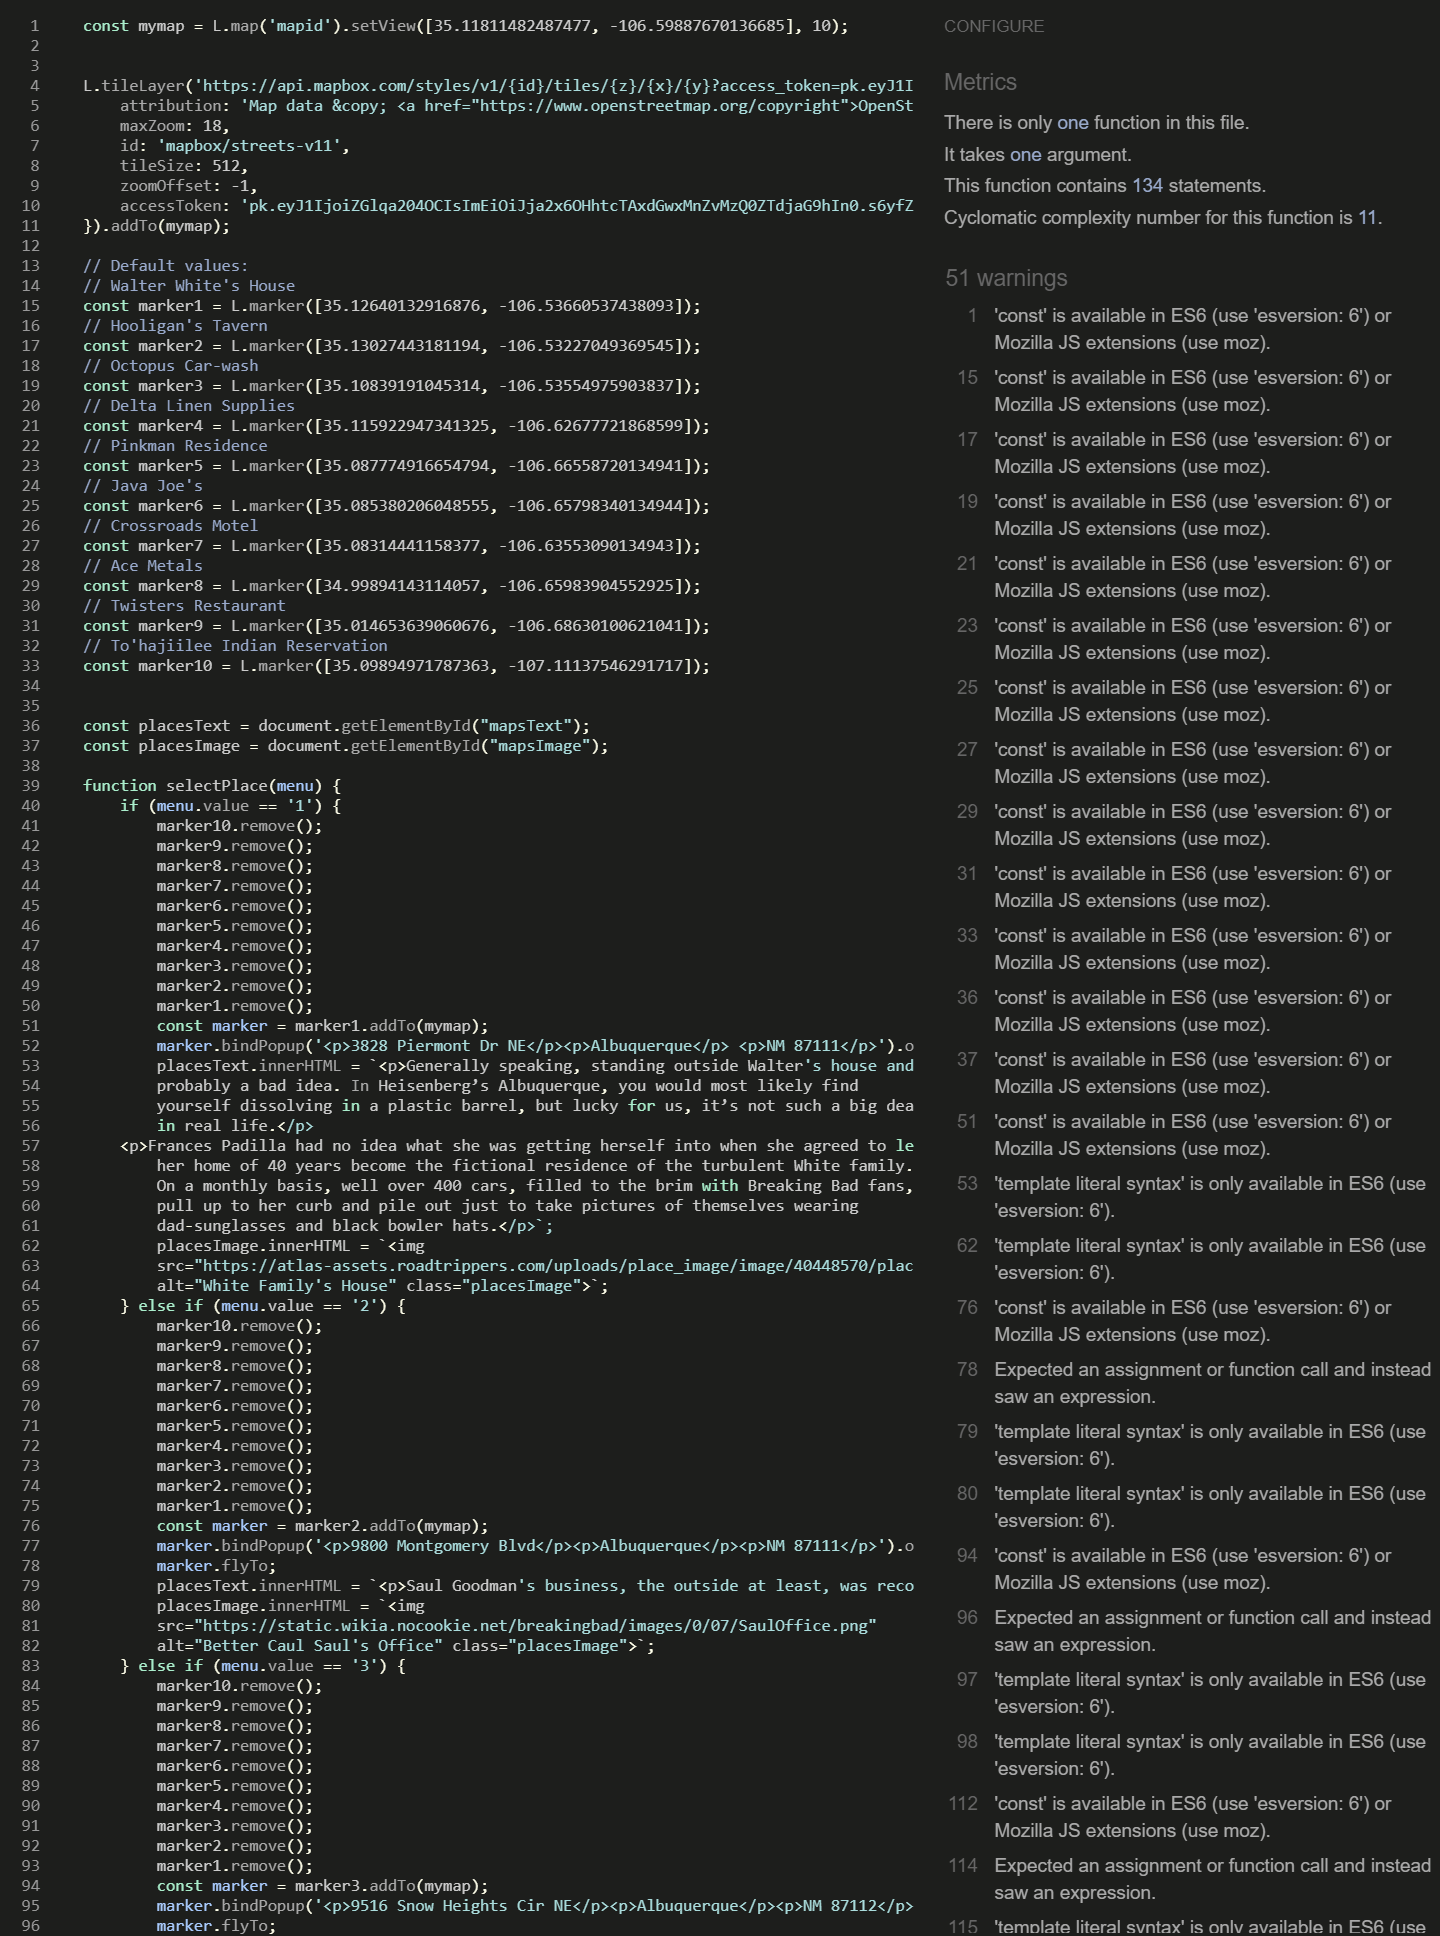 1 const mymap = L.map('mapid').setView([35.11811482487477, -106.59887670136685], 10);
2
3
4 L.tileLayer('https://api.mapbox.com/styles/v1/{id}/tiles/{z}/{x}/{y}?access_token=pk.eyJ1I
5 attribution: 'Map data &copy; <a href="https://www.openstreetmap.org/copyright">OpenSt
6 maxZoom: 18,
7 id: 'mapbox/streets-v11',
8 tileSize: 512,
9 zoomOffset: -1,
10 accessToken: 'pk.eyJ1IjoiZGlqa204OCIsImEiOiJja2x6OHhtcTAxdGwxMnZvMzQ0ZTdjaG9hIn0.s6yfZ
11 }).addTo(mymap);
12
13 // Default values:
14 // Walter White's House
15 const marker1 = L.marker([35.12640132916876, -106.53660537438093]);
16 // Hooligan's Tavern
17 const marker2 = L.marker([35.13027443181194, -106.53227049369545]);
18 // Octopus Car-wash
19 const marker3 = L.marker([35.10839191045314, -106.53554975903837]);
20 // Delta Linen Supplies
21 const marker4 = L.marker([35.115922947341325, -106.62677721868599]);
22 // Pinkman Residence
23 const marker5 = L.marker([35.087774916654794, -106.66558720134941]);
24 // Java Joe's
25 const marker6 = L.marker([35.085380206048555, -106.65798340134944]);
26 // Crossroads Motel
27 const marker7 = L.marker([35.08314441158377, -106.63553090134943]);
28 // Ace Metals
29 const marker8 = L.marker([34.99894143114057, -106.65983904552925]);
30 // Twisters Restaurant
31 const marker9 = L.marker([35.014653639060676, -106.68630100621041]);
32 // To'hajiilee Indian Reservation
33 const marker10 = L.marker([35.09894971787363, -107.11137546291717]);
34
35
36 const placesText = document.getElementById("mapsText");
37 const placesImage = document.getElementById("mapsImage");
38
39 function selectPlace(menu) {
40 if (menu.value == '1') {
41 marker10.remove();
42 marker9.remove();
43 marker8.remove();
44 marker7.remove();
45 marker6.remove();
46 marker5.remove();
47 marker4.remove();
48 marker3.remove();
49 marker2.remove();
50 marker1.remove();
51 const marker = marker1.addTo(mymap);
52 marker.bindPopup('<p>3828 Piermont Dr NE</p><p>Albuquerque</p> <p>NM 87111</p>').o
53 placesText.innerHTML = `<p>Generally speaking, standing outside Walter's house and
54 probably a bad idea. In Heisenberg’s Albuquerque, you would most likely find
55 yourself dissolving in a plastic barrel, but lucky for us, it’s not such a big dea
56 in real life.</p>
57 <p>Frances Padilla had no idea what she was getting herself into when she agreed to le
58 her home of 40 years become the fictional residence of the turbulent White family.
59 On a monthly basis, well over 400 cars, filled to the brim with Breaking Bad fans,
60 pull up to her curb and pile out just to take pictures of themselves wearing
61 dad-sunglasses and black bowler hats.</p>`;
62 placesImage.innerHTML = `<img
63 src="https://atlas-assets.roadtrippers.com/uploads/place_image/image/40448570/plac
64 alt="White Family's House" class="placesImage">`;
65 } else if (menu.value == '2') {
66 marker10.remove();
67 marker9.remove();
68 marker8.remove();
69 marker7.remove();
70 marker6.remove();
71 marker5.remove();
72 marker4.remove();
73 marker3.remove();
74 marker2.remove();
75 marker1.remove();
76 const marker = marker2.addTo(mymap);
77 marker.bindPopup('<p>9800 Montgomery Blvd</p><p>Albuquerque</p><p>NM 87111</p>').o
78 marker.flyTo;
79 placesText.innerHTML = `<p>Saul Goodman's business, the outside at least, was reco
80 placesImage.innerHTML = `<img
81 src="https://static.wikia.nocookie.net/breakingbad/images/0/07/SaulOffice.png"
82 alt="Better Caul Saul's Office" class="placesImage">`;
83 } else if (menu.value == '3') {
84 marker10.remove();
85 marker9.remove();
86 marker8.remove();
87 marker7.remove();
88 marker6.remove();
89 marker5.remove();
90 marker4.remove();
91 marker3.remove();
92 marker2.remove();
93 marker1.remove();
94 const marker = marker3.addTo(mymap);
95 marker.bindPopup('<p>9516 Snow Heights Cir NE</p><p>Albuquerque</p><p>NM 87112</p>
96 marker.flyTo;
CONFIGURE
Metrics
There is only one function in this file.
It takes one argument.
This function contains 134 statements.
Cyclomatic complexity number for this function is 11.
51 warnings
1 'const' is available in ES6 (use 'esversion: 6') or
Mozilla JS extensions (use moz).
15 'const' is available in ES6 (use 'esversion: 6') or
Mozilla JS extensions (use moz).
17 'const' is available in ES6 (use 'esversion: 6') or
Mozilla JS extensions (use moz).
19 'const' is available in ES6 (use 'esversion: 6') or
Mozilla JS extensions (use moz).
21 'const' is available in ES6 (use 'esversion: 6') or
Mozilla JS extensions (use moz).
23 'const' is available in ES6 (use 'esversion: 6') or
Mozilla JS extensions (use moz).
25 'const' is available in ES6 (use 'esversion: 6') or
Mozilla JS extensions (use moz).
27 'const' is available in ES6 (use 'esversion: 6') or
Mozilla JS extensions (use moz).
29 'const' is available in ES6 (use 'esversion: 6') or
Mozilla JS extensions (use moz).
31 'const' is available in ES6 (use 'esversion: 6') or
Mozilla JS extensions (use moz).
33 'const' is available in ES6 (use 'esversion: 6') or
Mozilla JS extensions (use moz).
36 'const' is available in ES6 (use 'esversion: 6') or
Mozilla JS extensions (use moz).
37 'const' is available in ES6 (use 'esversion: 6') or
Mozilla JS extensions (use moz).
51 'const' is available in ES6 (use 'esversion: 6') or
Mozilla JS extensions (use moz).
53 'template literal syntax' is only available in ES6 (use
'esversion: 6').
62 'template literal syntax' is only available in ES6 (use
'esversion: 6').
76 'const' is available in ES6 (use 'esversion: 6') or
Mozilla JS extensions (use moz).
78 Expected an assignment or function call and instead
saw an expression.
79 'template literal syntax' is only available in ES6 (use
'esversion: 6').
80 'template literal syntax' is only available in ES6 (use
'esversion: 6').
94 'const' is available in ES6 (use 'esversion: 6') or
Mozilla JS extensions (use moz).
96 Expected an assignment or function call and instead
saw an expression.
97 'template literal syntax' is only available in ES6 (use
'esversion: 6').
98 'template literal syntax' is only available in ES6 (use
'esversion: 6').
112 'const' is available in ES6 (use 'esversion: 6') or
Mozilla JS extensions (use moz).
114 Expected an assignment or function call and instead
saw an expression.
115 'template literal syntax' is only available in ES6 (use